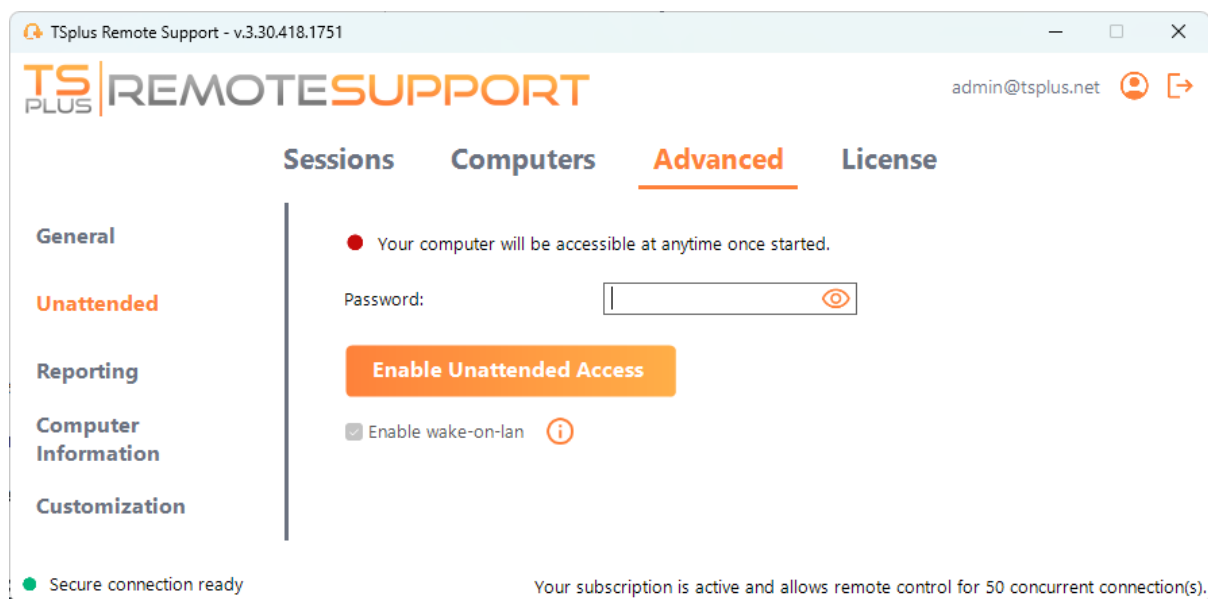 TSplus Remote Support - v.3.30.418.1751
TS PLUS REMOTESUPPORT
admin@tsplus.net
Sessions Computers Advanced License
General
Unattended
Reporting
Computer
Information
Customization
Your computer will be accessible at anytime once started.
Password:
Enable Unattended Access
Enable wake-on-lan
Secure connection ready
Your subscription is active and allows remote control for 50 concurrent connection(s).